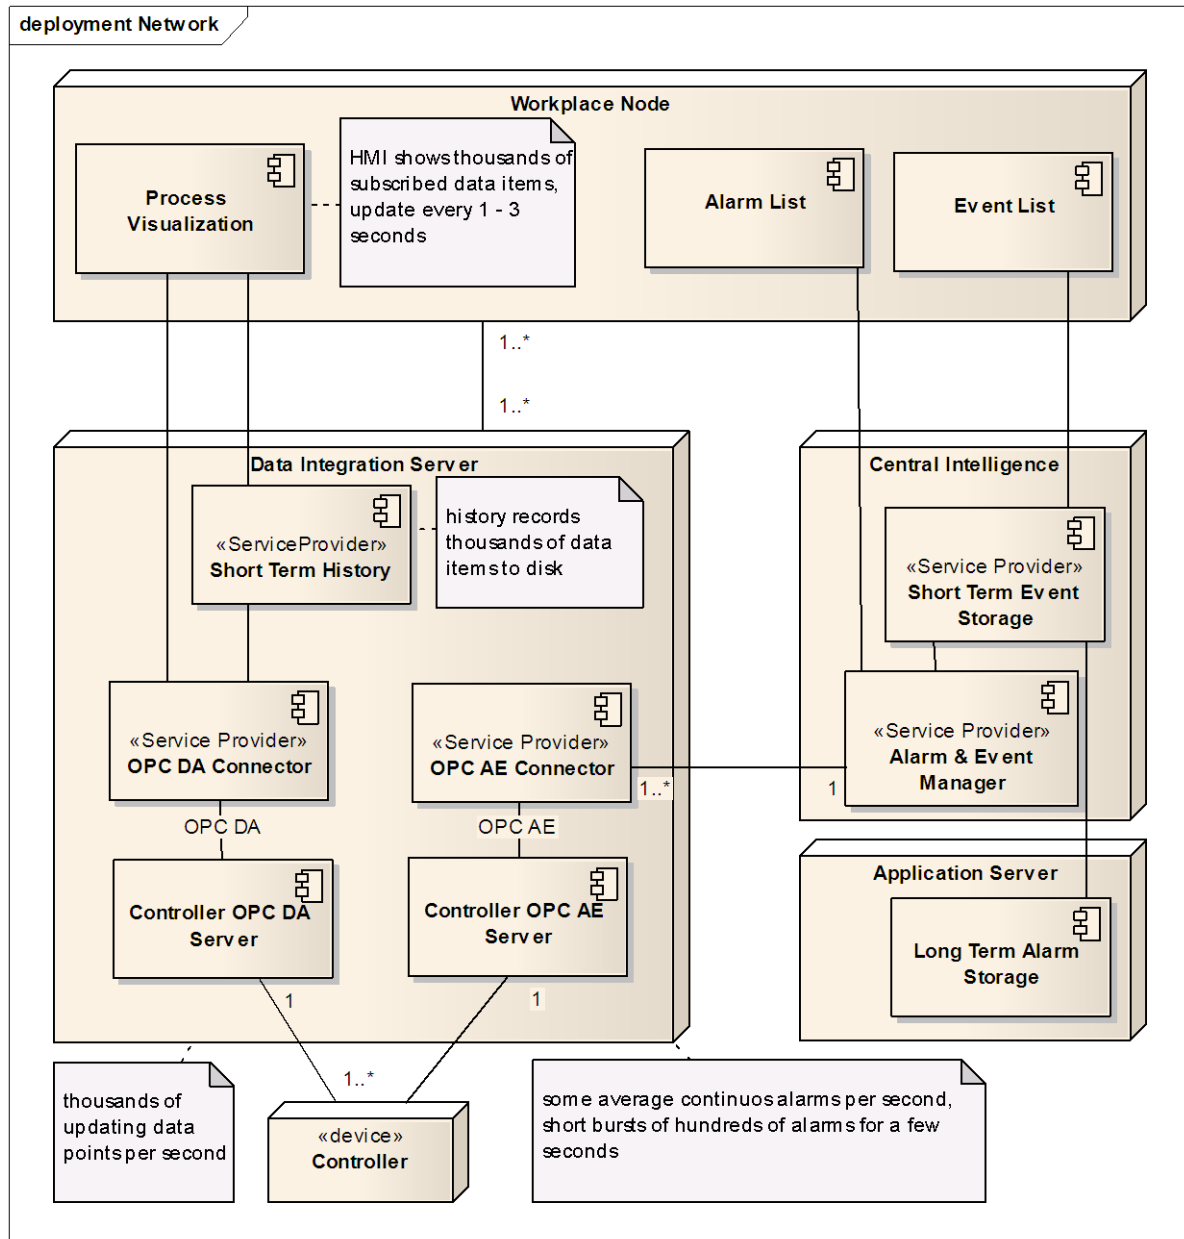 deployment Network
Workplace Node
Process
Visualization
HMI shows thousands of
subscribed data items,
update every 1 - 3
seconds
Alarm List
Event List
1..*
1..*
Data Integration Server
«ServiceProvider»
Short Term History
history records
thousands of data
items to disk
Central Intelligence
«Service Provider»
Short Term Event
Storage
«Service Provider»
OPC DA Connector
«Service Provider»
OPC AE Connector
«Service Provider»
Alarm & Event
Manager
1..*
1
OPC DA
OPC AE
Controller OPC DA
Server
Controller OPC AE
Server
Application Server
Long Term Alarm
Storage
1
1
1..*
thousands of
updating data
points per second
«device»
Controller
some average continuos alarms per second,
short bursts of hundreds of alarms for a few
seconds